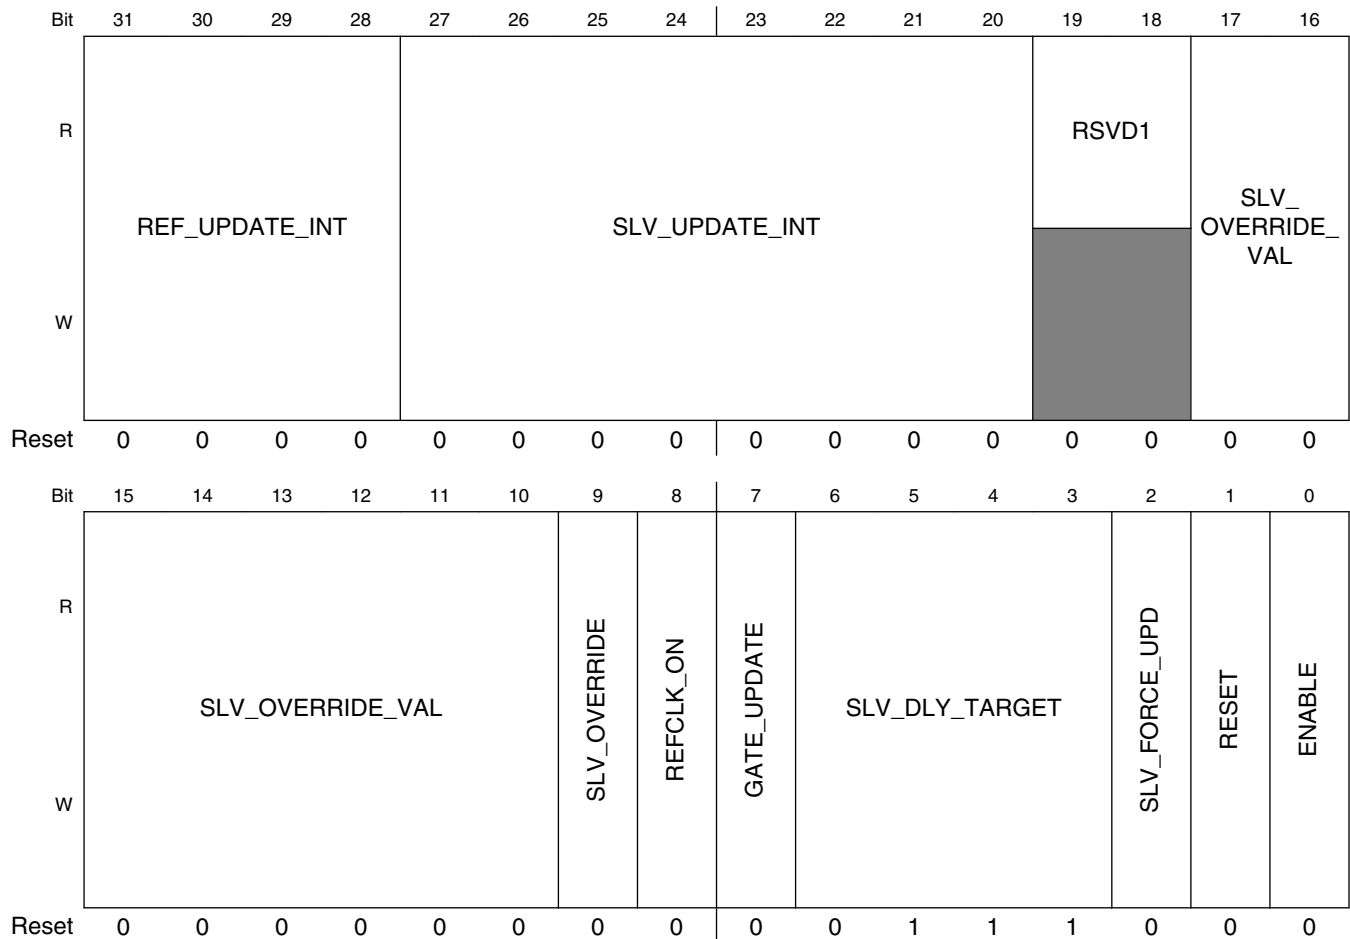 Bit 31 30 29 28 27 26 25 24 23 22 21 20 19 18 17 16
R
W
REF_UPDATE_INT
SLV_UPDATE_INT
RSVD1
SLV_
OVERRIDE_
VAL
Reset 0 0 0 0 0 0 0 0 0 0 0 0 0 0 0 0
Bit 15 14 13 12 11 10 9 8 7 6 5 4 3 2 1 0
R
W
SLV_OVERRIDE_VAL
SLV_OVERRIDE
REFCLK_ON
GATE_UPDATE
SLV_DLY_TARGET
SLV_FORCE_UPD
RESET
ENABLE
Reset 0 0 0 0 0 0 0 0 0 0 1 1 1 0 0 0